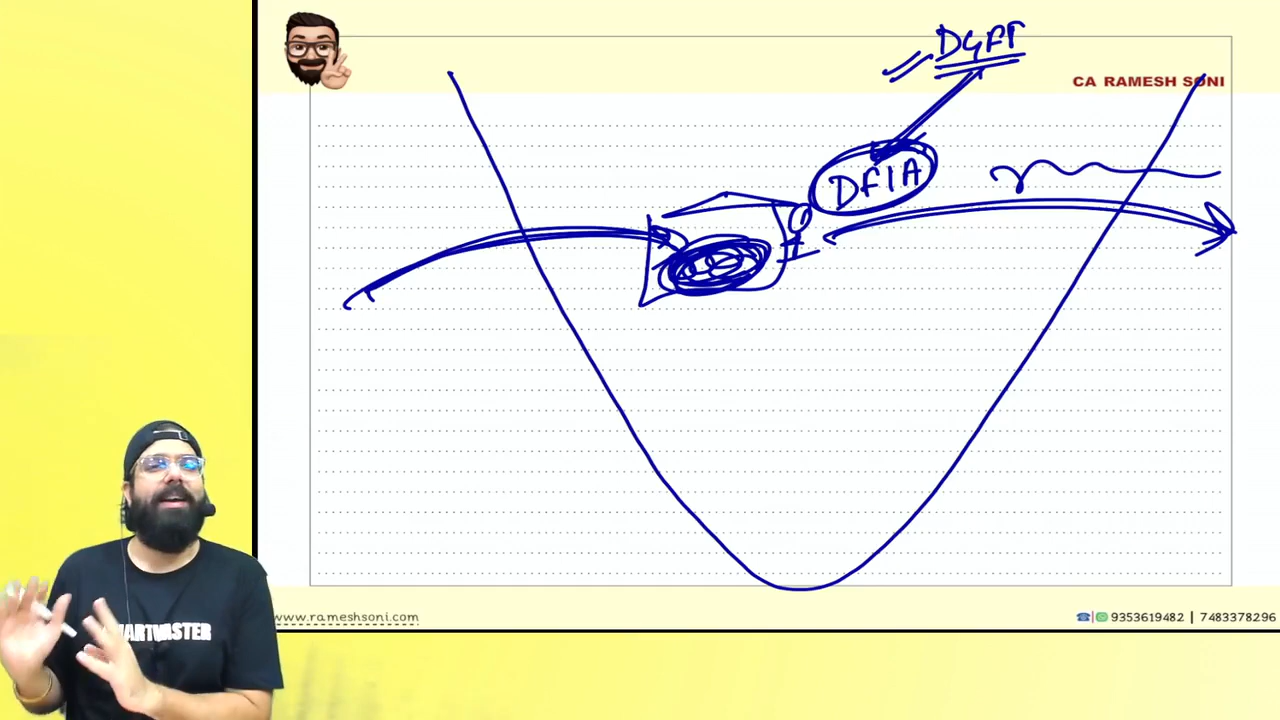 DGFT
CA RAMESH SONI
DFIA
www.rameshsoni.com
9353619482 | 7483378296